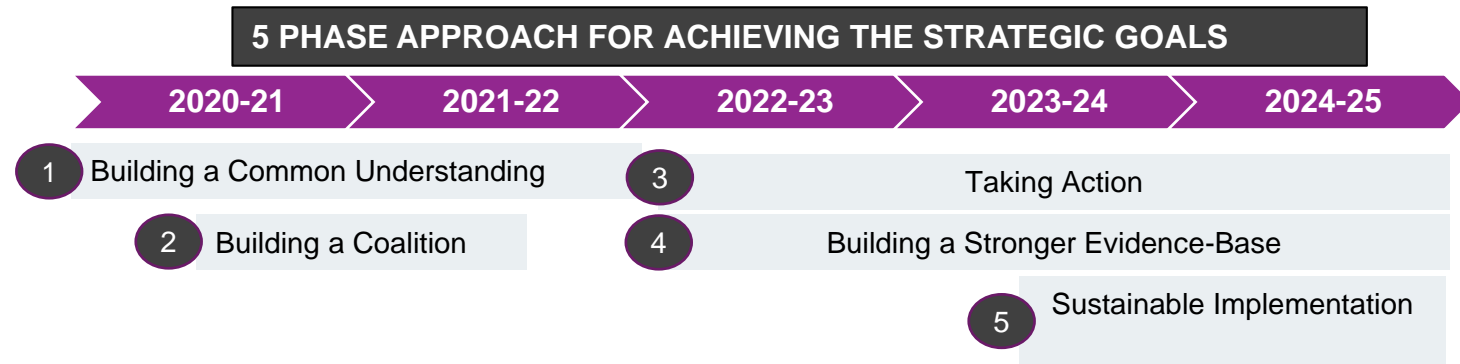 5 PHASE APPROACH FOR ACHIEVING THE STRATEGIC GOALS
2020-21 2021-22 2022-23 2023-24 2024-25
1 Building a Common Understanding
3 Taking Action
2 Building a Coalition
4 Building a Stronger Evidence-Base
5 Sustainable Implementation